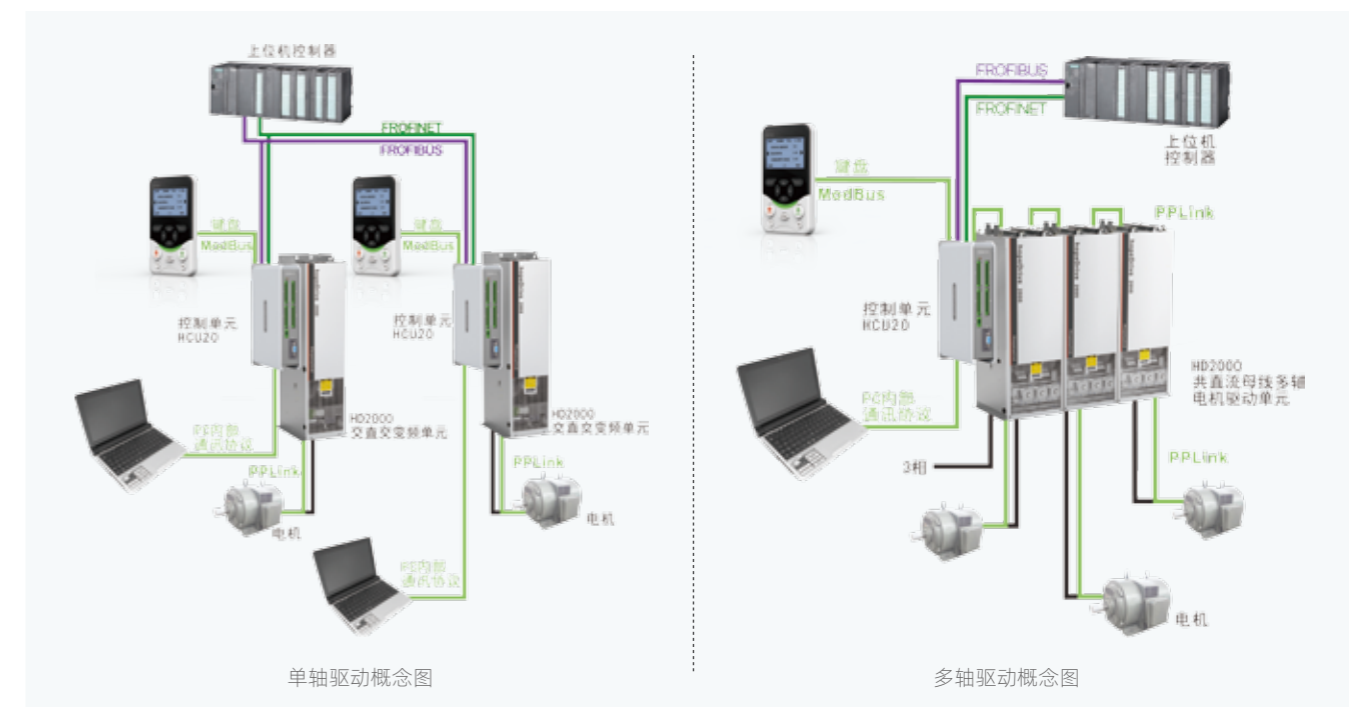 上位机控制器
FROFINET
FROFIBUS
键盘
ModBus
键盘
ModBus
控制单元
HCU20
控制单元
HCU20
HD2000
交直交变频单元
HD2000
交直交变频单元
PC内部
通讯协议
PPLink
PPLink
电机
电机
PC内部
通讯协议
单轴驱动概念图
FROFIBUS
FROFINET
上位机
控制器
键盘
ModBus
PPLink
控制单元
HCU20
HD2000
共直流母线多轴
电机驱动单元
PC内部
通讯协议
3相
PPLink
电机
多轴驱动概念图